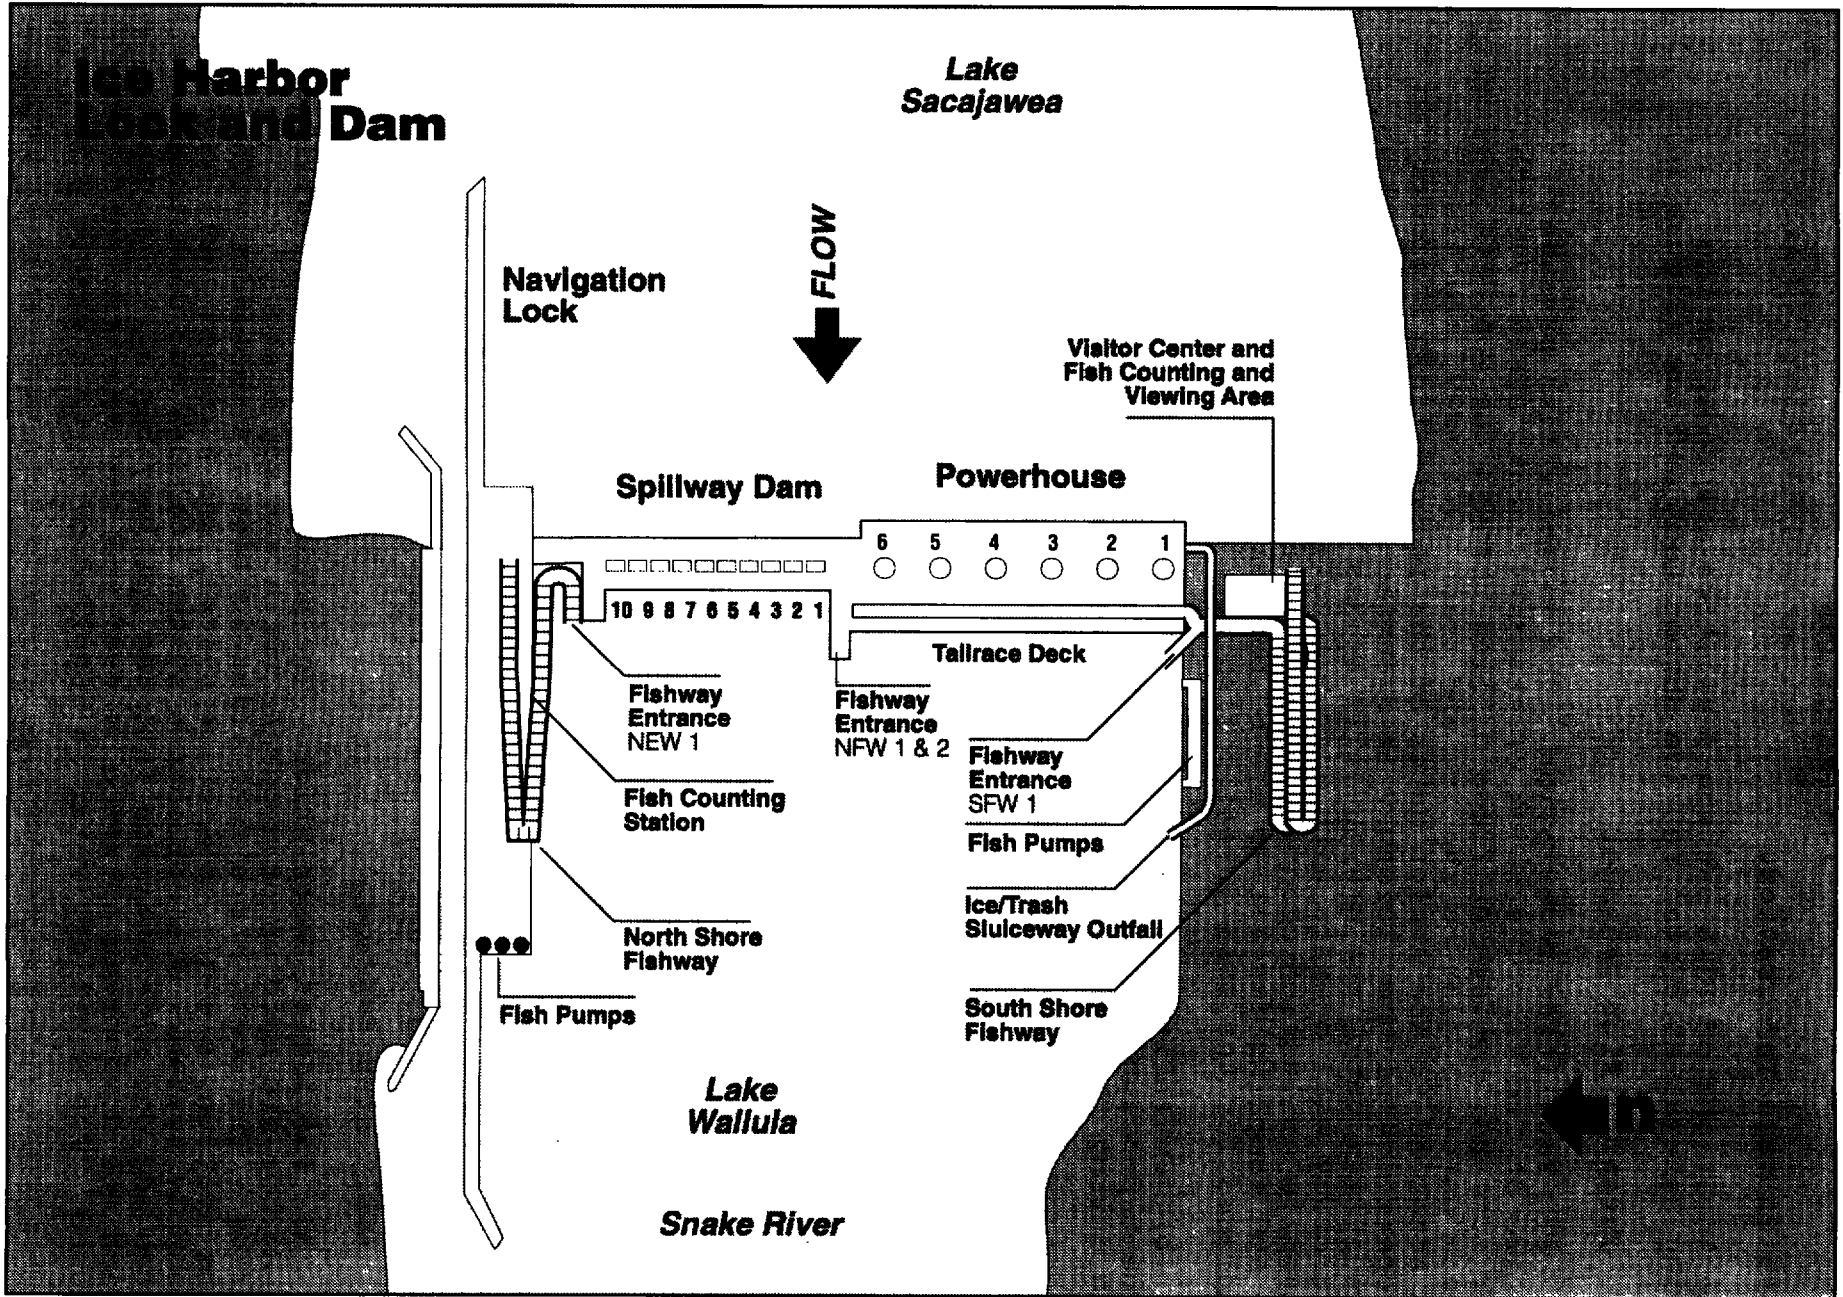 Ice Harbor
Lock and Dam
Lake
Sacajawea
FLOW
Navigation
Lock
Visitor Center and
Fish Counting and
Viewing Area
Spillway Dam
Powerhouse
6 5 4 3 2 1
10 9 8 7 6 5 4 3 2 1
Tailrace Deck
Fishway
Entrance
NEW 1
Fishway
Entrance
NFW 1 & 2
Fishway
Entrance
SFW 1
Fish Counting
Station
Fish Pumps
Ice/Trash
Sluiceway Outfall
North Shore
Fishway
South Shore
Fishway
Fish Pumps
Lake
Wallula
n
Snake River